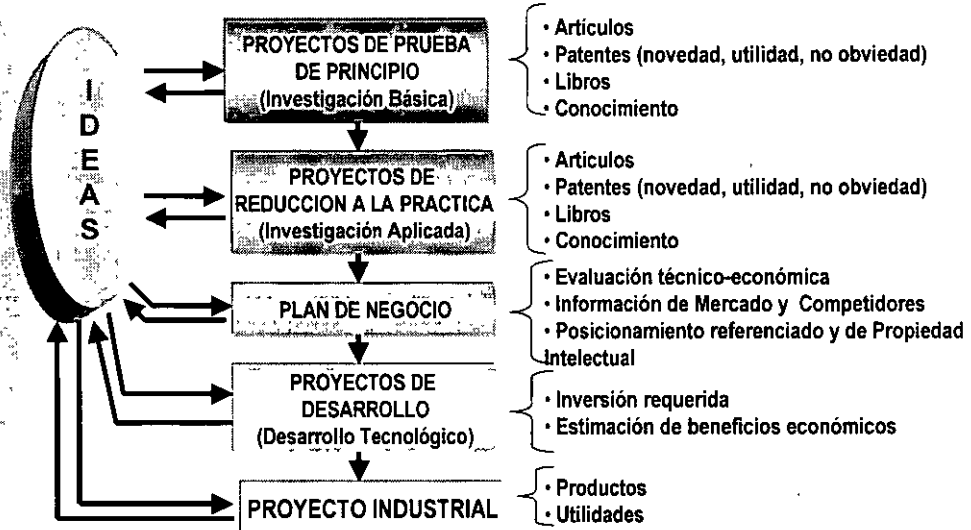 IDEAS
PROYECTOS DE PRUEBA
DE PRINCIPIO
(Investigación Básica)
· Artículos
· Patentes (novedad, utilidad, no obviedad)
· Libros
· Conocimiento
PROYECTOS DE
REDUCCION A LA PRACTICA
(Investigación Aplicada)
· Artículos
· Patentes (novedad, utilidad, no obviedad)
· Libros
· Conocimiento
PLAN DE NEGOCIO
· Evaluación técnico-económica
· Información de Mercado y Competidores
· Posicionamiento referenciado y de Propiedad
Intelectual
PROYECTOS DE
DESARROLLO
(Desarrollo Tecnológico)
· Inversión requerida
· Estimación de beneficios económicos
PROYECTO INDUSTRIAL
· Productos
· Utilidades